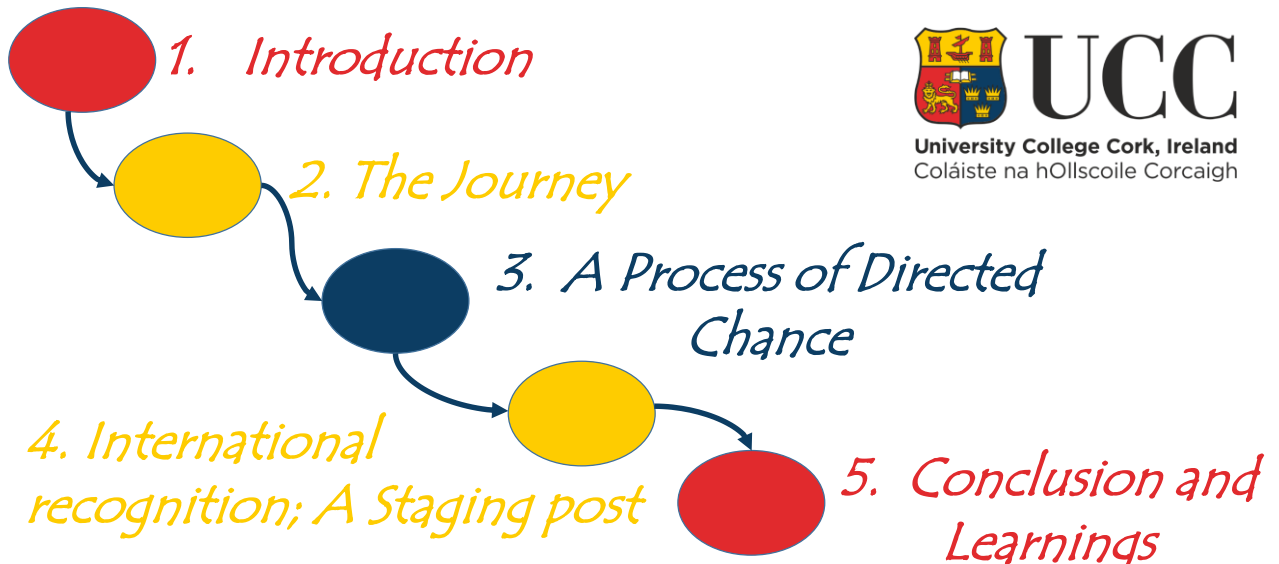 1. Introduction
UCC
University College Cork, Ireland
Coláiste na hOllscoile Corcaigh
2. The Journey
3. A Process of Directed
Chance
4. International
recognition; A Staging post
5. Conclusion and
Learnings